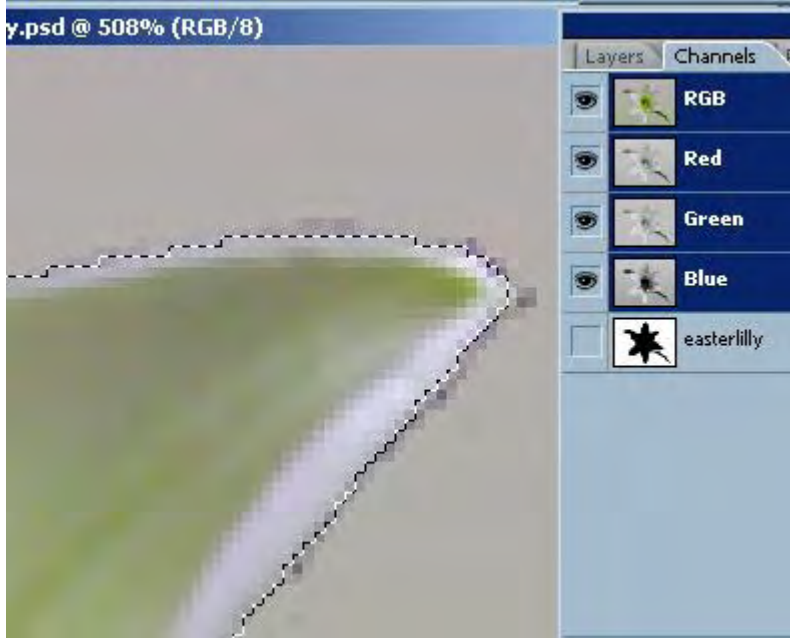 y.psd @ 508% (RGB/8)
Layers Channels
RGB
Red
Green
Blue
easterlilly